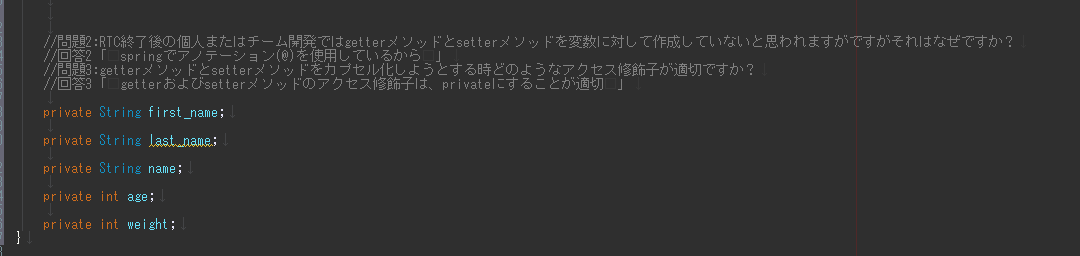 //問題2:RTC終了後の個人またはチーム開発ではgetterメソッドとsetterメソッドを変数に対して作成していないと思われますがですがそれはなぜですか？
//回答2「　springでアノテーション(@)を使用しているから　」
//問題3:getterメソッドとsetterメソッドをカプセル化しようとする時どのようなアクセス修飾子が適切ですか？
//回答3「　getterおよびsetterメソッドのアクセス修飾子は、privateにすることが適切　」
private String first_name;
private String last_name;
private String name;
private int age;
private int weight;
}